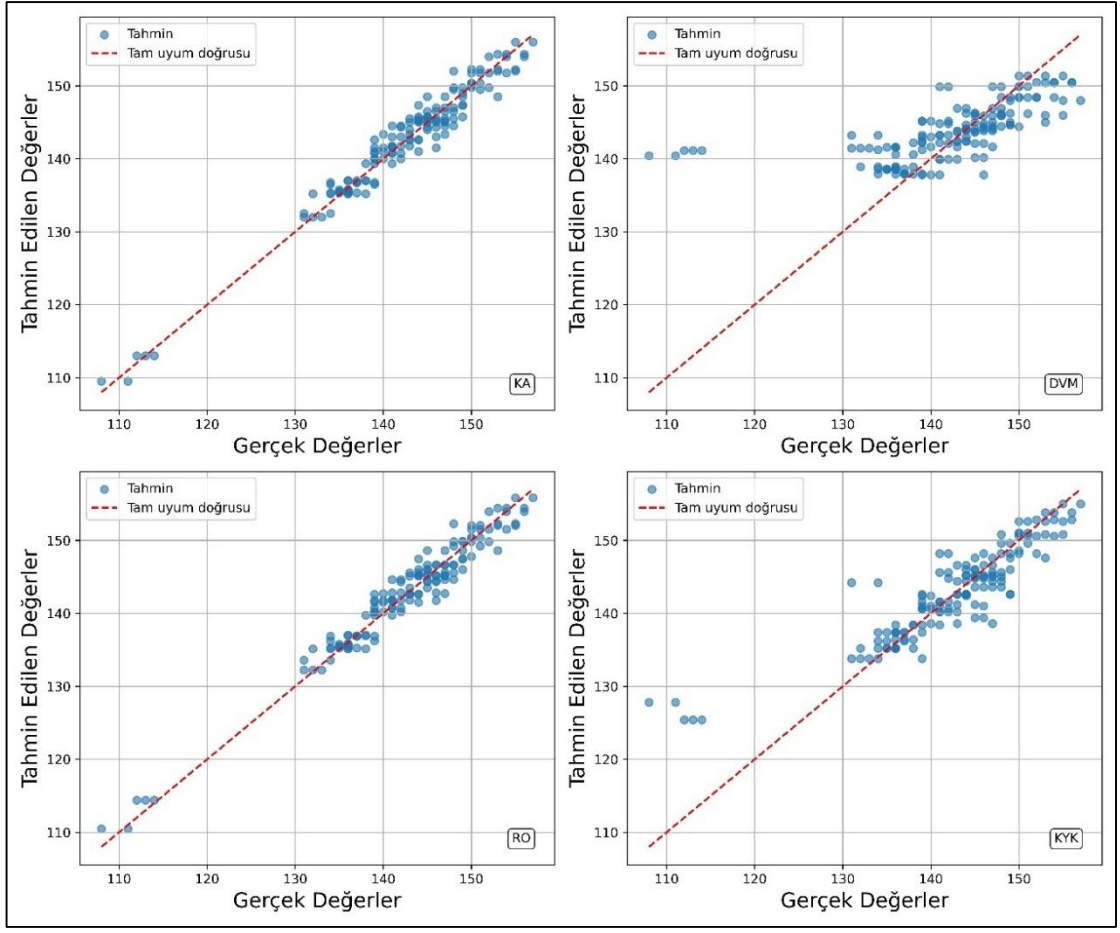 Tahmin
Tam uyum doğrusu
Tahmin Edilen Değerler
150
140
130
120
110
KA
110 120 130 140 150
Gerçek Değerler
Tahmin
Tam uyum doğrusu
Tahmin Edilen Değerler
150
140
130
120
110
DVM
110 120 130 140 150
Gerçek Değerler
Tahmin
Tam uyum doğrusu
Tahmin Edilen Değerler
150
140
130
120
110
RO
110 120 130 140 150
Gerçek Değerler
Tahmin
Tam uyum doğrusu
Tahmin Edilen Değerler
150
140
130
120
110
KYK
110 120 130 140 150
Gerçek Değerler